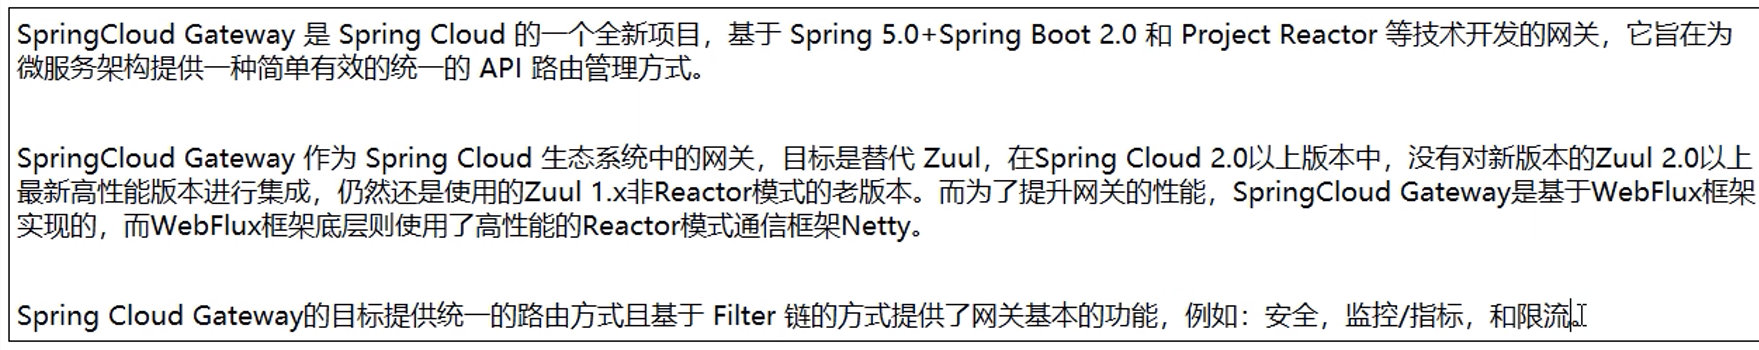 SpringCloud Gateway 是 Spring Cloud 的一个全新项目，基于 Spring 5.0+Spring Boot 2.0 和 Project Reactor 等技术开发的网关，它旨在为
微服务架构提供一种简单有效的统一的 API 路由管理方式。
SpringCloud Gateway 作为 Spring Cloud 生态系统中的网关，目标是替代 Zuul，在Spring Cloud 2.0以上版本中，没有对新版本的Zuul 2.0以上
最新高性能版本进行集成，仍然还是使用的Zuul 1.x非Reactor模式的老版本。而为了提升网关的性能，SpringCloud Gateway是基于WebFlux框架
实现的，而WebFlux框架底层则使用了高性能的Reactor模式通信框架Netty。
Spring Cloud Gateway的目标提供统一的路由方式且基于 Filter 链的方式提供了网关基本的功能，例如：安全，监控/指标，和限流。